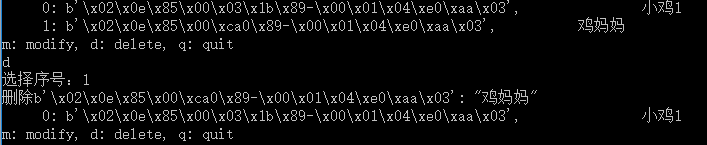 0: b'\x02\x0e\x85\x00\x03\x1b\x89-\x00\x01\x04\xe0\xaa\x03', 小鸡1
1: b'\x02\x0e\x85\x00\xca0\x89-\x00\x01\x04\xe0\xaa\x03', 鸡妈妈
m: modify, d: delete, q: quit
d
选择序号：1
删除b'\x02\x0e\x85\x00\xca0\x89-\x00\x01\x04\xe0\xaa\x03': "鸡妈妈"
0: b'\x02\x0e\x85\x00\x03\x1b\x89-\x00\x01\x04\xe0\xaa\x03', 小鸡1
m: modify, d: delete, q: quit